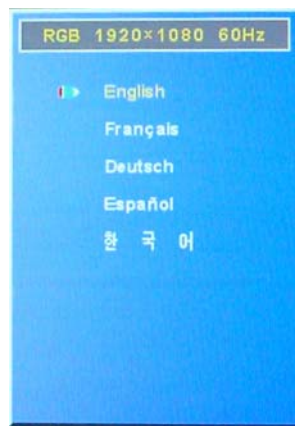 RGB 1920×1080 60Hz
English
Français
Deutsch
Español
한 국 어